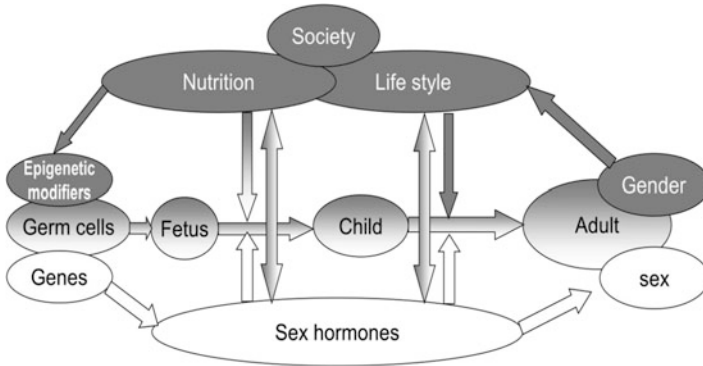 Society
Nutrition
Life style
Epigenetic
modifiers
Gender
Germ cells
Fetus
Child
Adult
Genes
sex
Sex hormones